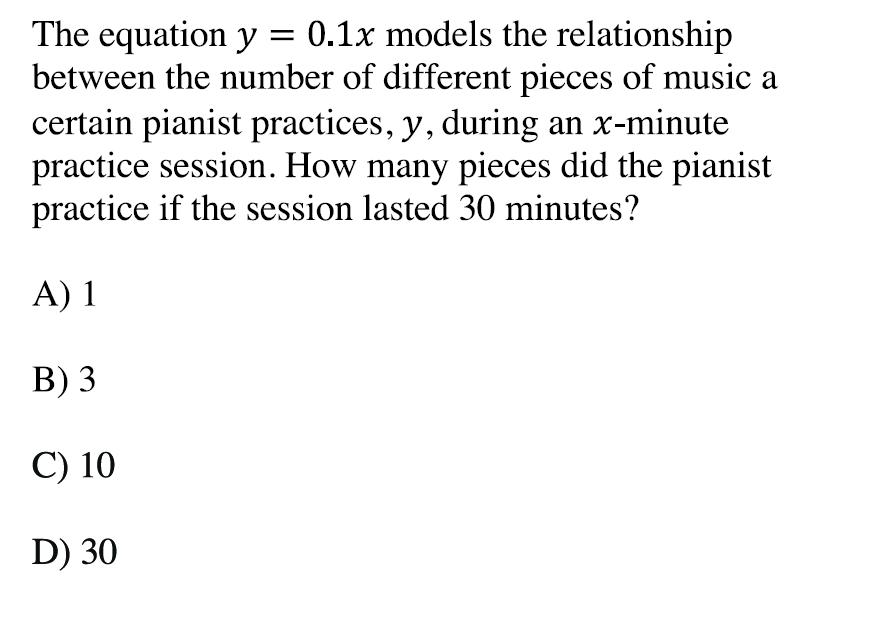 The equation y = 0.1x models the relationship
between the number of different pieces of music a
certain pianist practices, y, during an x-minute
practice session. How many pieces did the pianist
practice if the session lasted 30 minutes?
A) 1
B) 3
C) 10
D) 30